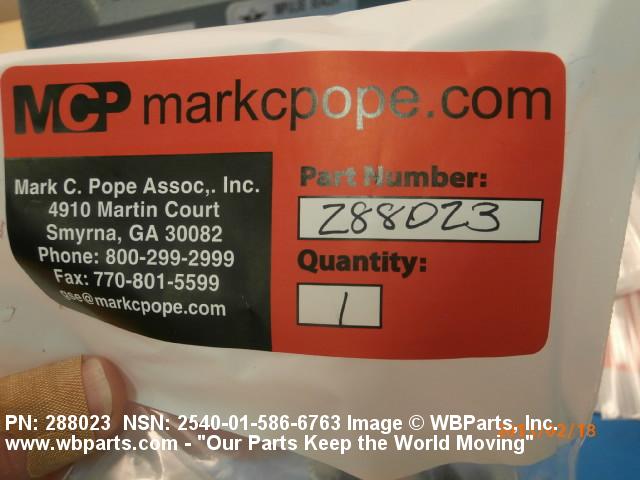 MCP markcpope.com
Mark C. Pope Assoc,. Inc.
4910 Martin Court
Smyrna, GA 30082
Phone: 800-299-2999
Fax: 770-801-5599
gse@markcpope.com
Part Number:
288023
Quantity:
1
PN: 288023 NSN: 2540-01-586-6763 Image © WBParts, Inc.
www.wbparts.com - "Our Parts Keep the World Moving"